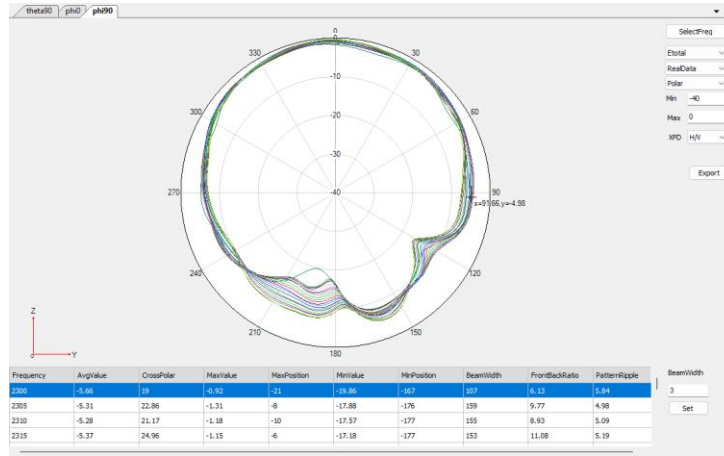 theta90 phi0 phi90
SelectFreq
Etotal
RealData
Polar
Min -40
Max 0
XPD H/V
Export
0
330 0 30
-10
300 -20 60
-30
270 -40 90
x=91.66,y=-4.98
240 120
210 150
180
Z
Y
Frequency AvgValue CrossPolar MaxValue MaxPosition MinValue MinPosition BeamWidth FrontBackRatio PatternRipple
2300 -5.66 19 -0.92 -21 -19.86 -167 107 6.13 5.84
2305 -5.31 22.86 -1.31 -8 -17.88 -176 159 9.77 4.98
2310 -5.28 21.17 -1.18 -10 -17.57 -177 155 8.93 5.09
2315 -5.37 24.96 -1.15 -6 -17.18 -177 153 11.08 5.19
BeamWidth
3
Set